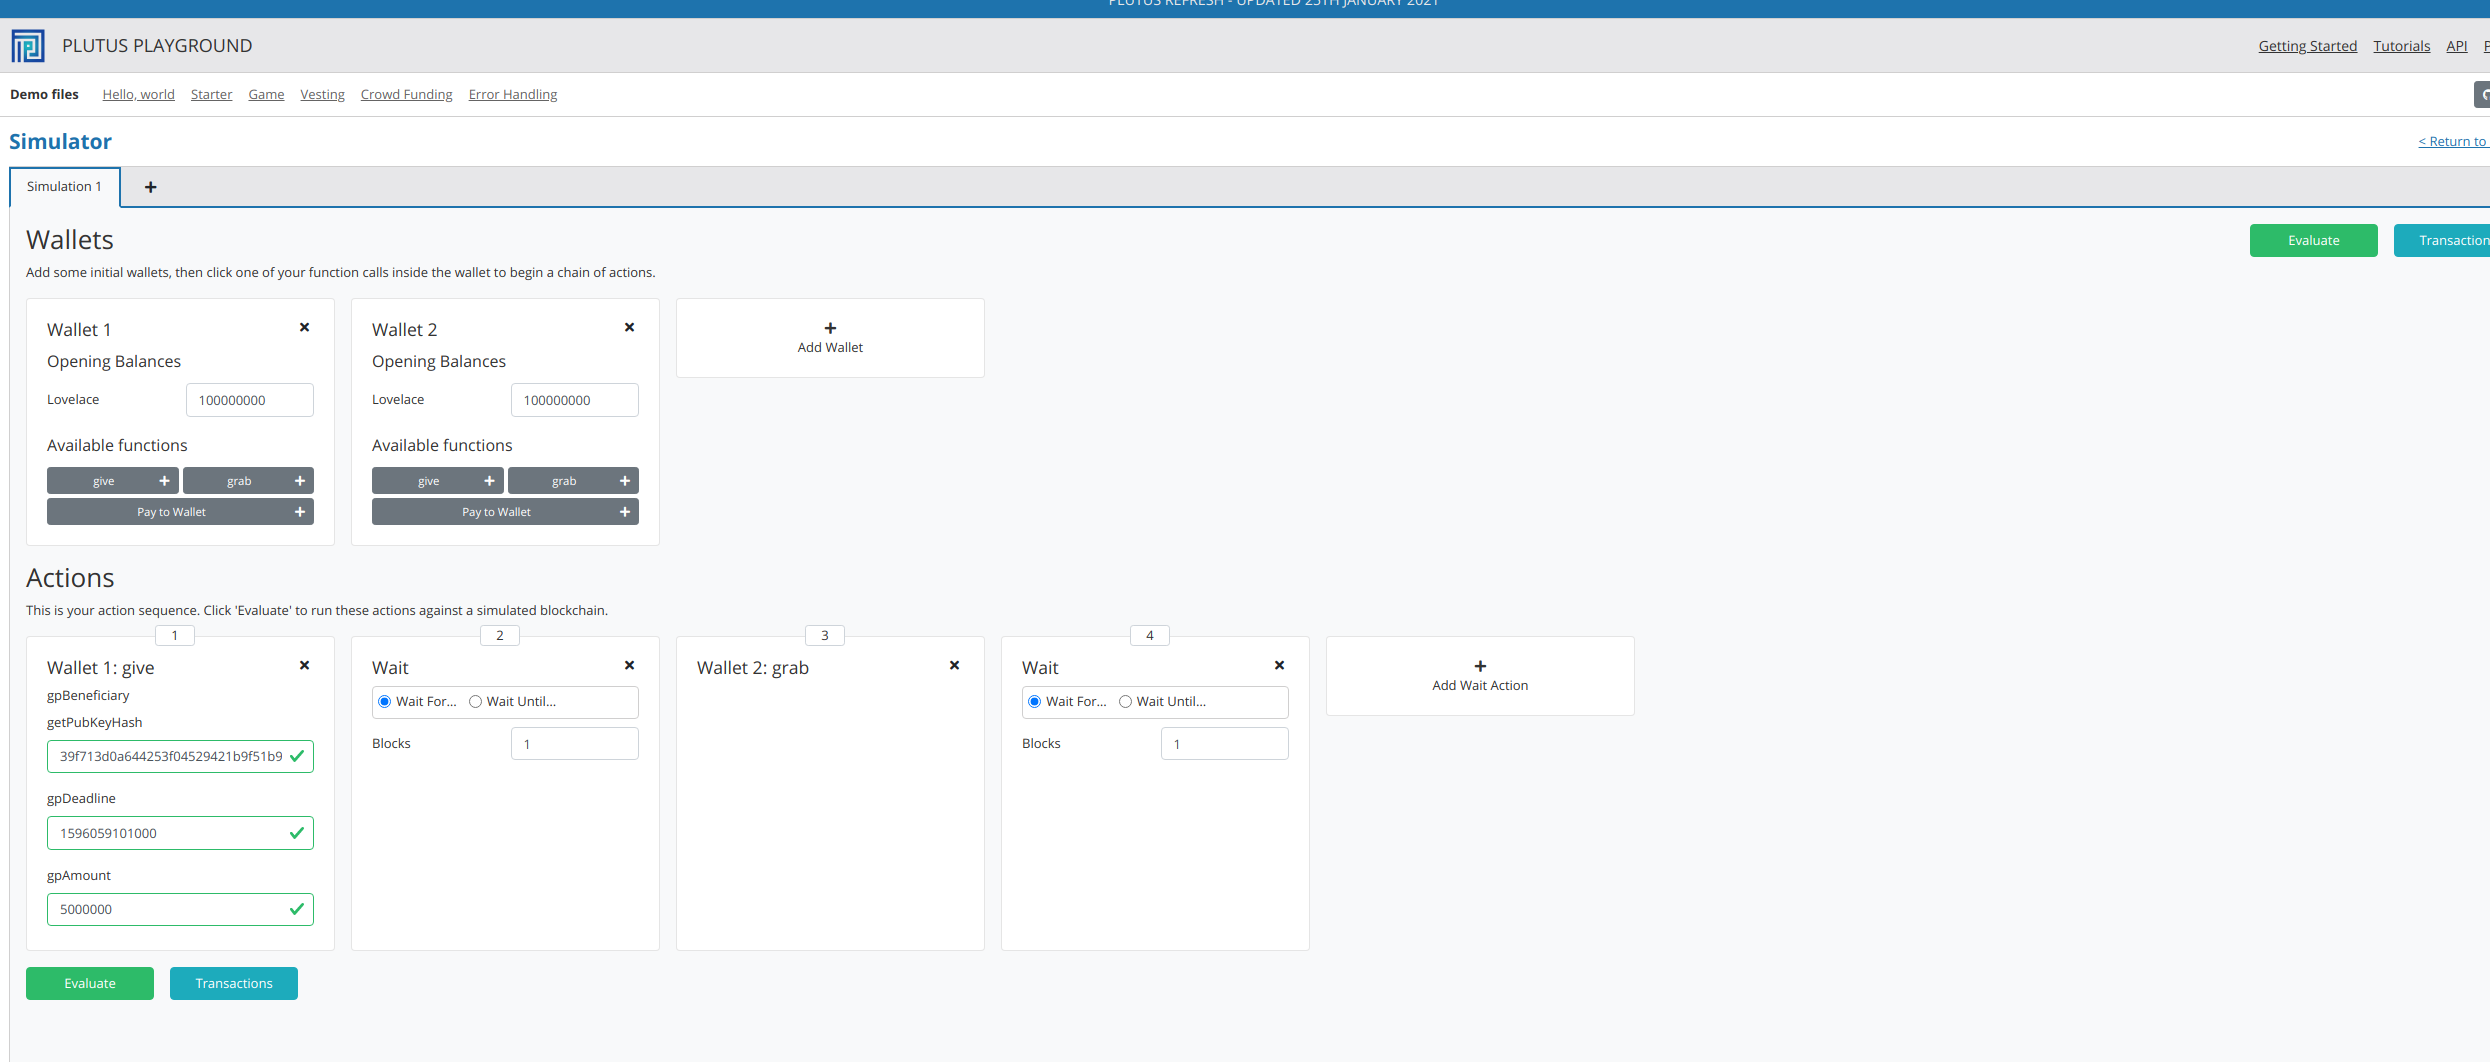 PLUTUS REFRESH - UPDATED 25TH JANUARY 2021
PLUTUS PLAYGROUND
Getting Started Tutorials API P
Demo files Hello, world Starter Game Vesting Crowd Funding Error Handling
Simulator
< Return to
Simulation 1 +
Wallets
Evaluate
Transaction
Add some initial wallets, then click one of your function calls inside the wallet to begin a chain of actions.
Wallet 1
Opening Balances
Lovelace 100000000
Available functions
give + grab +
Pay to Wallet +
Wallet 2
Opening Balances
Lovelace 100000000
Available functions
give + grab +
Pay to Wallet +
+
Add Wallet
Actions
This is your action sequence. Click 'Evaluate' to run these actions against a simulated blockchain.
1
Wallet 1: give
gpBeneficiary
getPubKeyHash
39f713d0a644253f04529421b9f51b9
gpDeadline
1596059101000
gpAmount
5000000
2
Wait
Wait For... Wait Until...
Blocks 1
3
Wallet 2: grab
4
Wait
Wait For... Wait Until...
Blocks 1
+
Add Wait Action
Evaluate Transactions